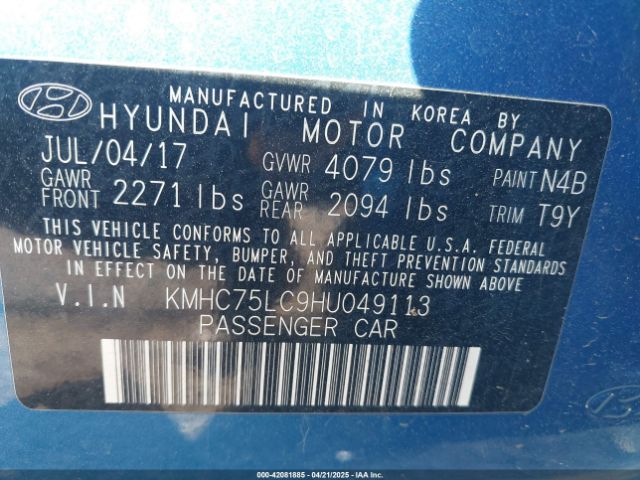 MANUFACTURED IN KOREA BY
HYUNDAI MOTOR COMPANY
JUL/04/17 GVWR 4079 lbs PAINT N4B
GAWR FRONT 2271 lbs GAWR REAR 2094 lbs TRIM T9Y
THIS VEHICLE CONFORMS TO ALL APPLICABLE U.S.A. FEDERAL
MOTOR VEHICLE SAFETY, BUMPER, AND THEFT PREVENTION STANDARDS
IN EFFECT ON THE DATE OF MANUFACTURE SHOWN ABOVE.
V.I.N KMHC75LC9HU049113
PASSENGER CAR
000-42081885 - 04/21/2025 - IAAI.COM